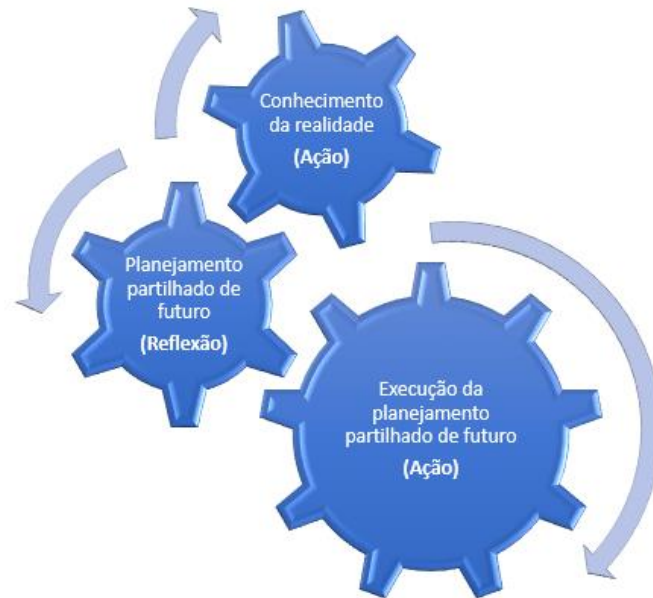 Conhecimento
da realidade
(Ação)
Planejamento
partilhado de
futuro
(Reflexão)
Execução da
planejamento
partilhado de futuro
(Ação)